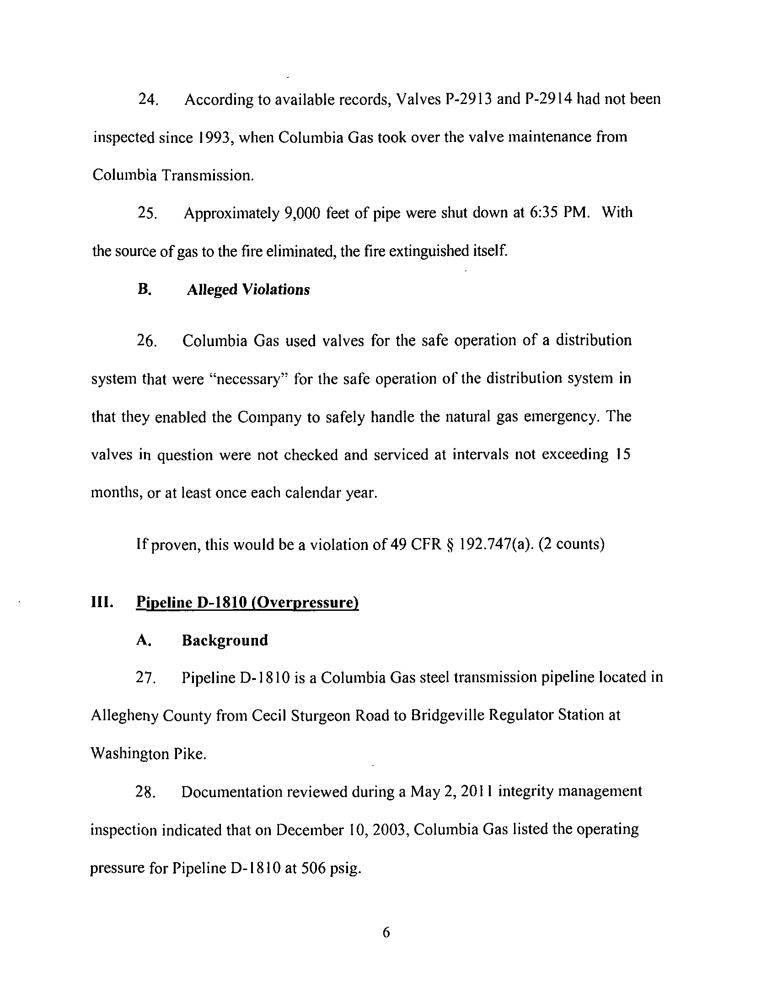 24. According to available records, Valves P-2913 and P-2914 had not been
inspected since 1993, when Columbia Gas took over the valve maintenance from
Columbia Transmission.
25. Approximately 9,000 feet of pipe were shut down at 6:35 PM. With
the source of gas to the fire eliminated, the fire extinguished itself.
B. Alleged Violations
26. Columbia Gas used valves for the safe operation of a distribution
system that were “necessary” for the safe operation of the distribution system in
that they enabled the Company to safely handle the natural gas emergency. The
valves in question were not checked and serviced at intervals not exceeding 15
months, or at least once each calendar year.
If proven, this would be a violation of 49 CFR § 192.747(a). (2 counts)
III. Pipeline D-1810 (Overpressure)
A. Background
27. Pipeline D-1810 is a Columbia Gas steel transmission pipeline located in
Allegheny County from Cecil Sturgeon Road to Bridgeville Regulator Station at
Washington Pike.
28. Documentation reviewed during a May 2, 2011 integrity management
inspection indicated that on December 10, 2003, Columbia Gas listed the operating
pressure for Pipeline D-1810 at 506 psig.
6